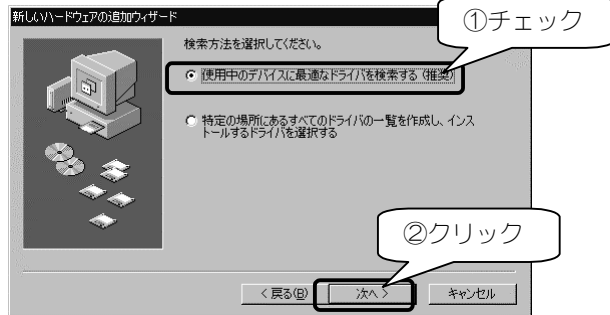 新しいハードウェアの追加ウィザード
①チェック
検索方法を選択してください。
使用中のデバイスに最適なドライバを検索する(推奨)
特定の場所にあるすべてのドライバの一覧を作成し、インス
トールするドライバを選択する
②クリック
< 戻る(B)
次へ >
キャンセル